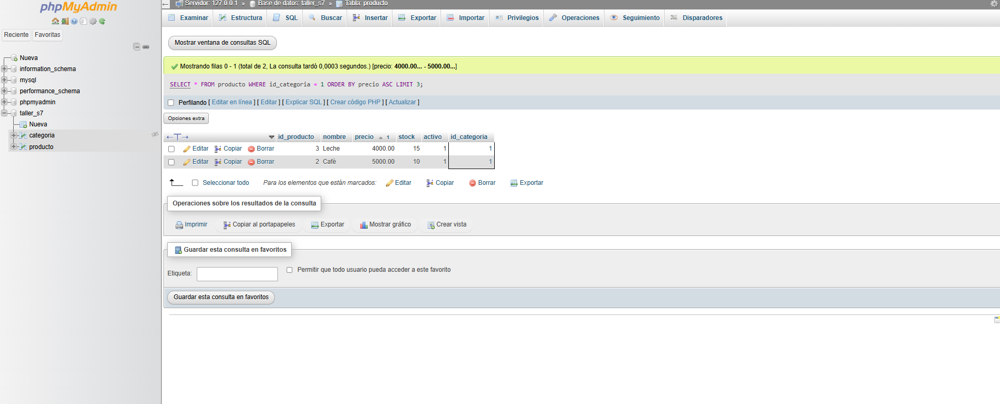 phpMyAdmin
Reciente Favoritas
Nueva
information_schema
mysql
performance_schema
phpmyadmin
taller_s7
Nueva
categoria
producto
Servidor: 127.0.0.1 » Base de datos: taller_s7 » Tabla: producto
Examinar Estructura SQL Buscar Insertar Exportar Importar Privilegios Operaciones Seguimiento Disparadores
Mostrar ventana de consultas SQL
Mostrando filas 0 - 1 (total de 2, La consulta tardó 0,0003 segundos.) [precio: 4000.00... - 5000.00...]
SELECT * FROM producto WHERE id_categoria = 1 ORDER BY precio ASC LIMIT 3;
Perfilando [ Editar en línea ] [ Editar ] [ Explicar SQL ] [ Crear código PHP ] [ Actualizar ]
Opciones extra
←T→ id_producto nombre precio 1 stock activo id_categoria
Editar Copiar Borrar 3 Leche 4000.00 15 1 1
Editar Copiar Borrar 2 Café 5000.00 10 1 1
Seleccionar todo Para los elementos que están marcados: Editar Copiar Borrar Exportar
Operaciones sobre los resultados de la consulta
Imprimir Copiar al portapapeles Exportar Mostrar gráfico Crear vista
Guardar esta consulta en favoritos
Etiqueta: Permitir que todo usuario pueda acceder a este favorito
Guardar esta consulta en favoritos